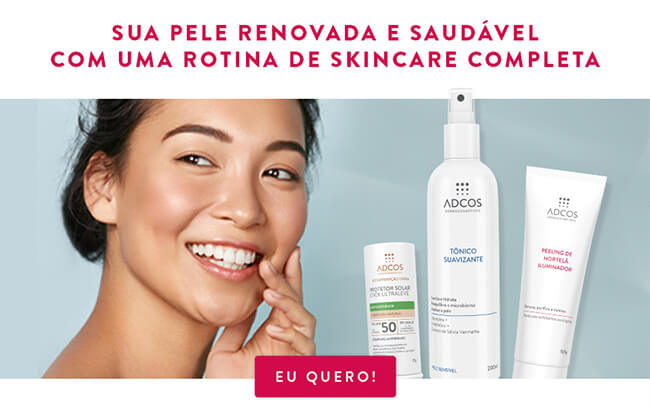 SUA PELE RENOVADA E SAUDÁVEL
COM UMA ROTINA DE SKINCARE COMPLETA
ADCOS
TÔNICO
SUAVIZANTE
200ml
ADCOS
PEELING DE
HORTELÃ
ILUMINADOR
ADCOS
PROTETOR SOLAR
STICK ULTRALEVE
50
EU QUERO!